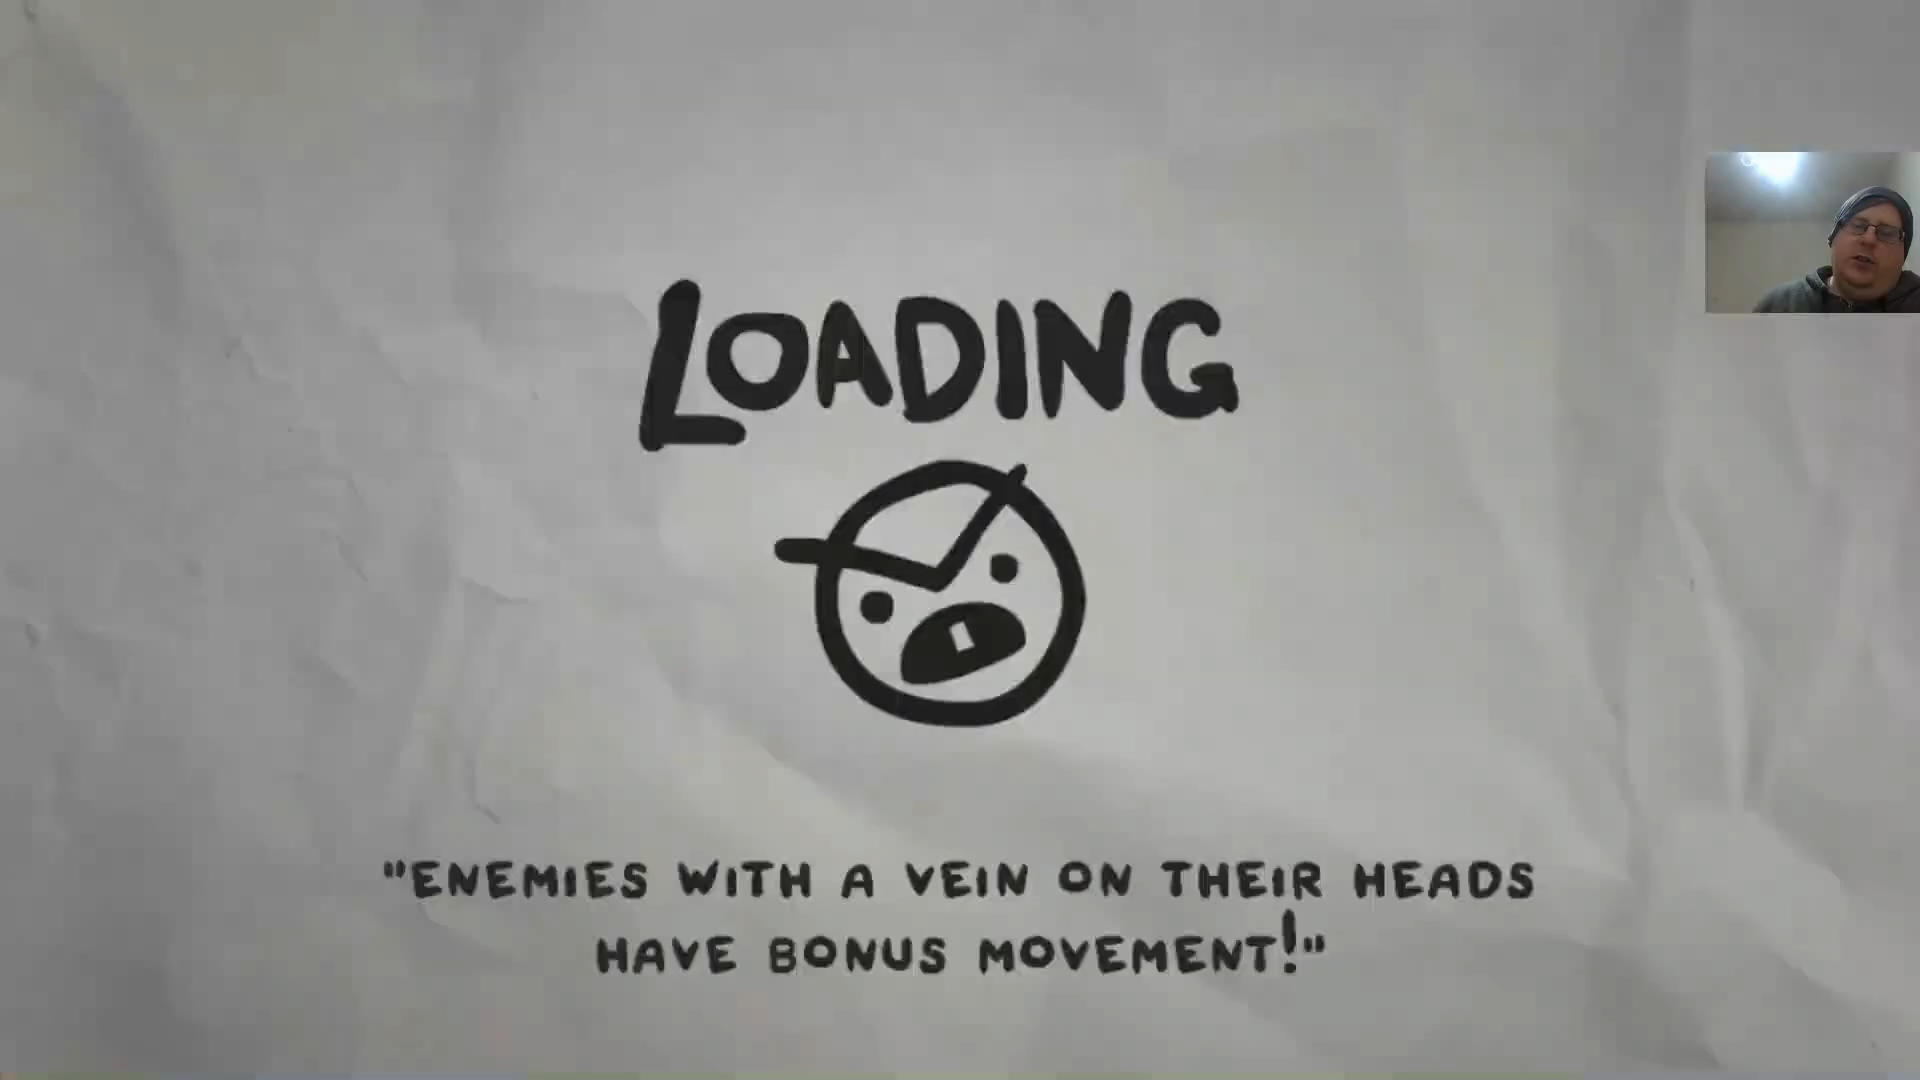 LOADING
"ENEMIES WITH A VEIN ON THEIR HEADS
HAVE BONUS MOVEMENT!"